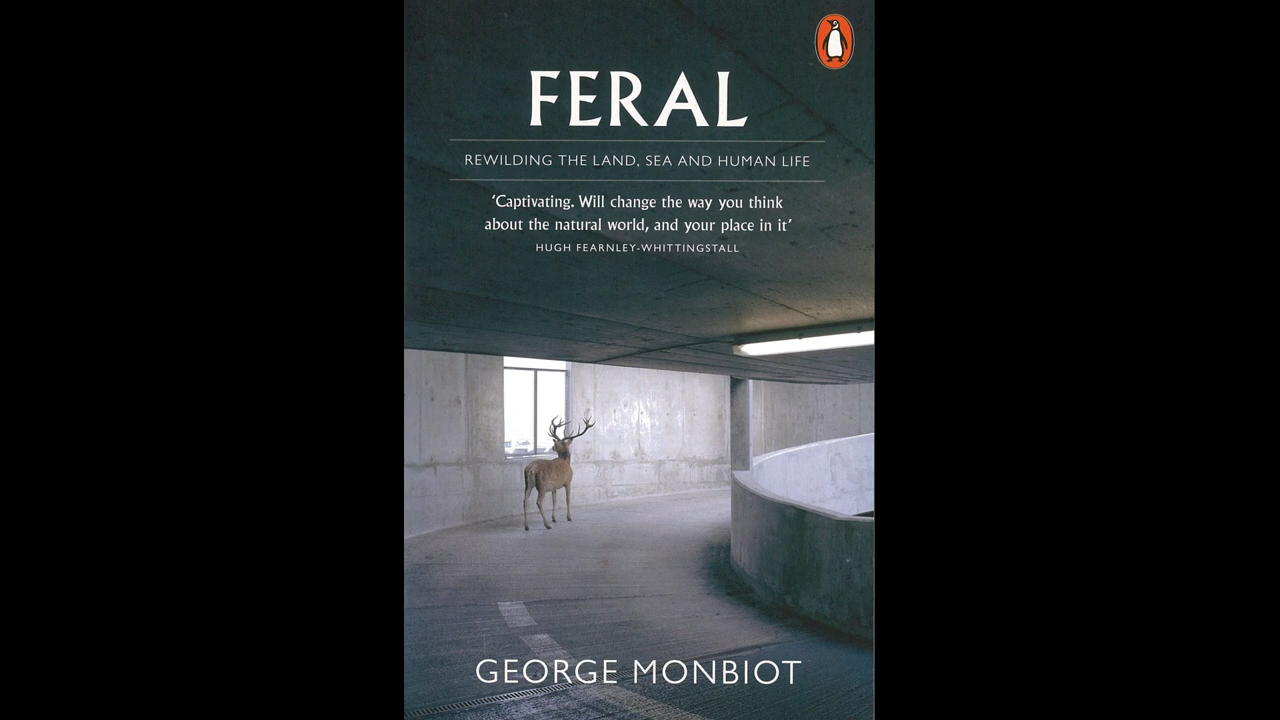 FERAL
REWILDING THE LAND, SEA AND HUMAN LIFE
‘Captivating. Will change the way you think
about the natural world, and your place in it’
HUGH FEARNLEY-WHITTINGSTALL
GEORGE MONBIOT